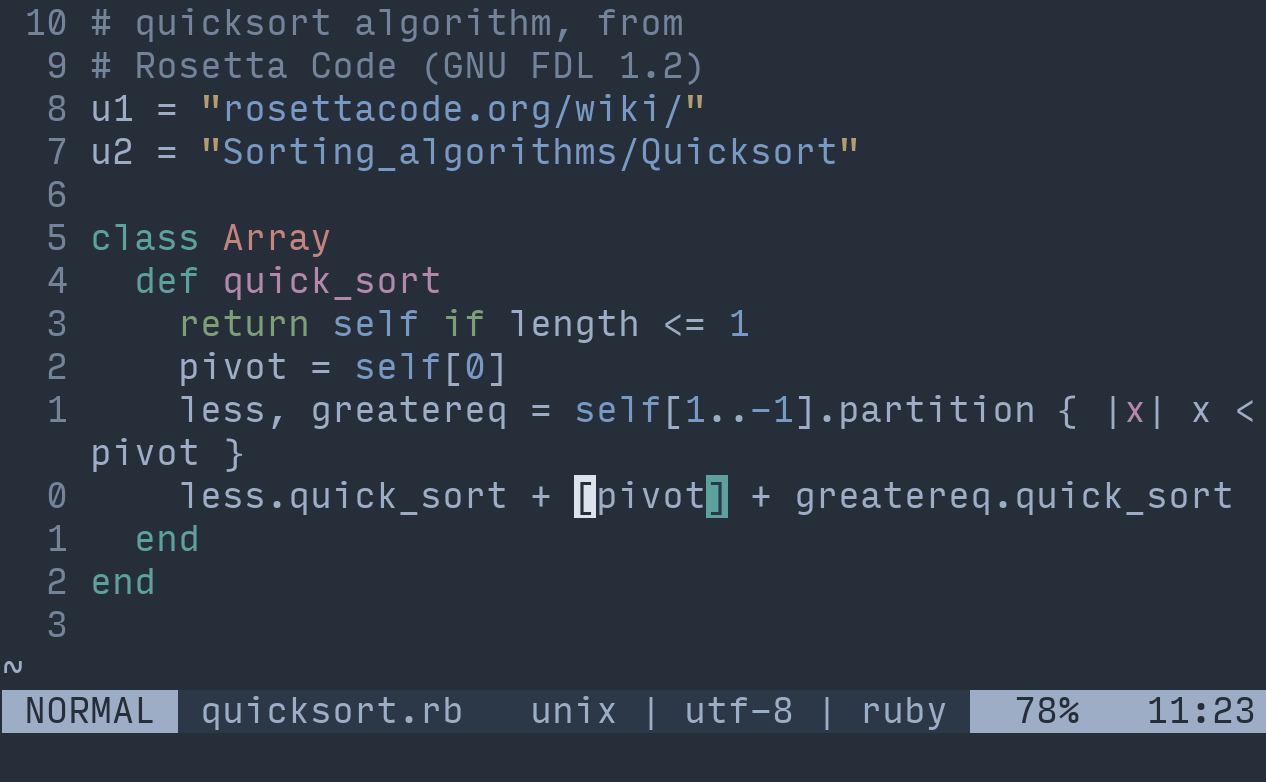 10 # quicksort algorithm, from
 9 # Rosetta Code (GNU FDL 1.2)
 8 u1 = "rosettacode.org/wiki/"
 7 u2 = "Sorting_algorithms/Quicksort"
 6
 5 class Array
 4   def quick_sort
 3     return self if length <= 1
 2     pivot = self[0]
 1     less, greatereq = self[1..-1].partition { |x| x <
   pivot }
 0     less.quick_sort + [pivot] + greatereq.quick_sort
 1   end
 2 end
 3
~
NORMAL  quicksort.rb   unix | utf-8 | ruby   78%   11:23